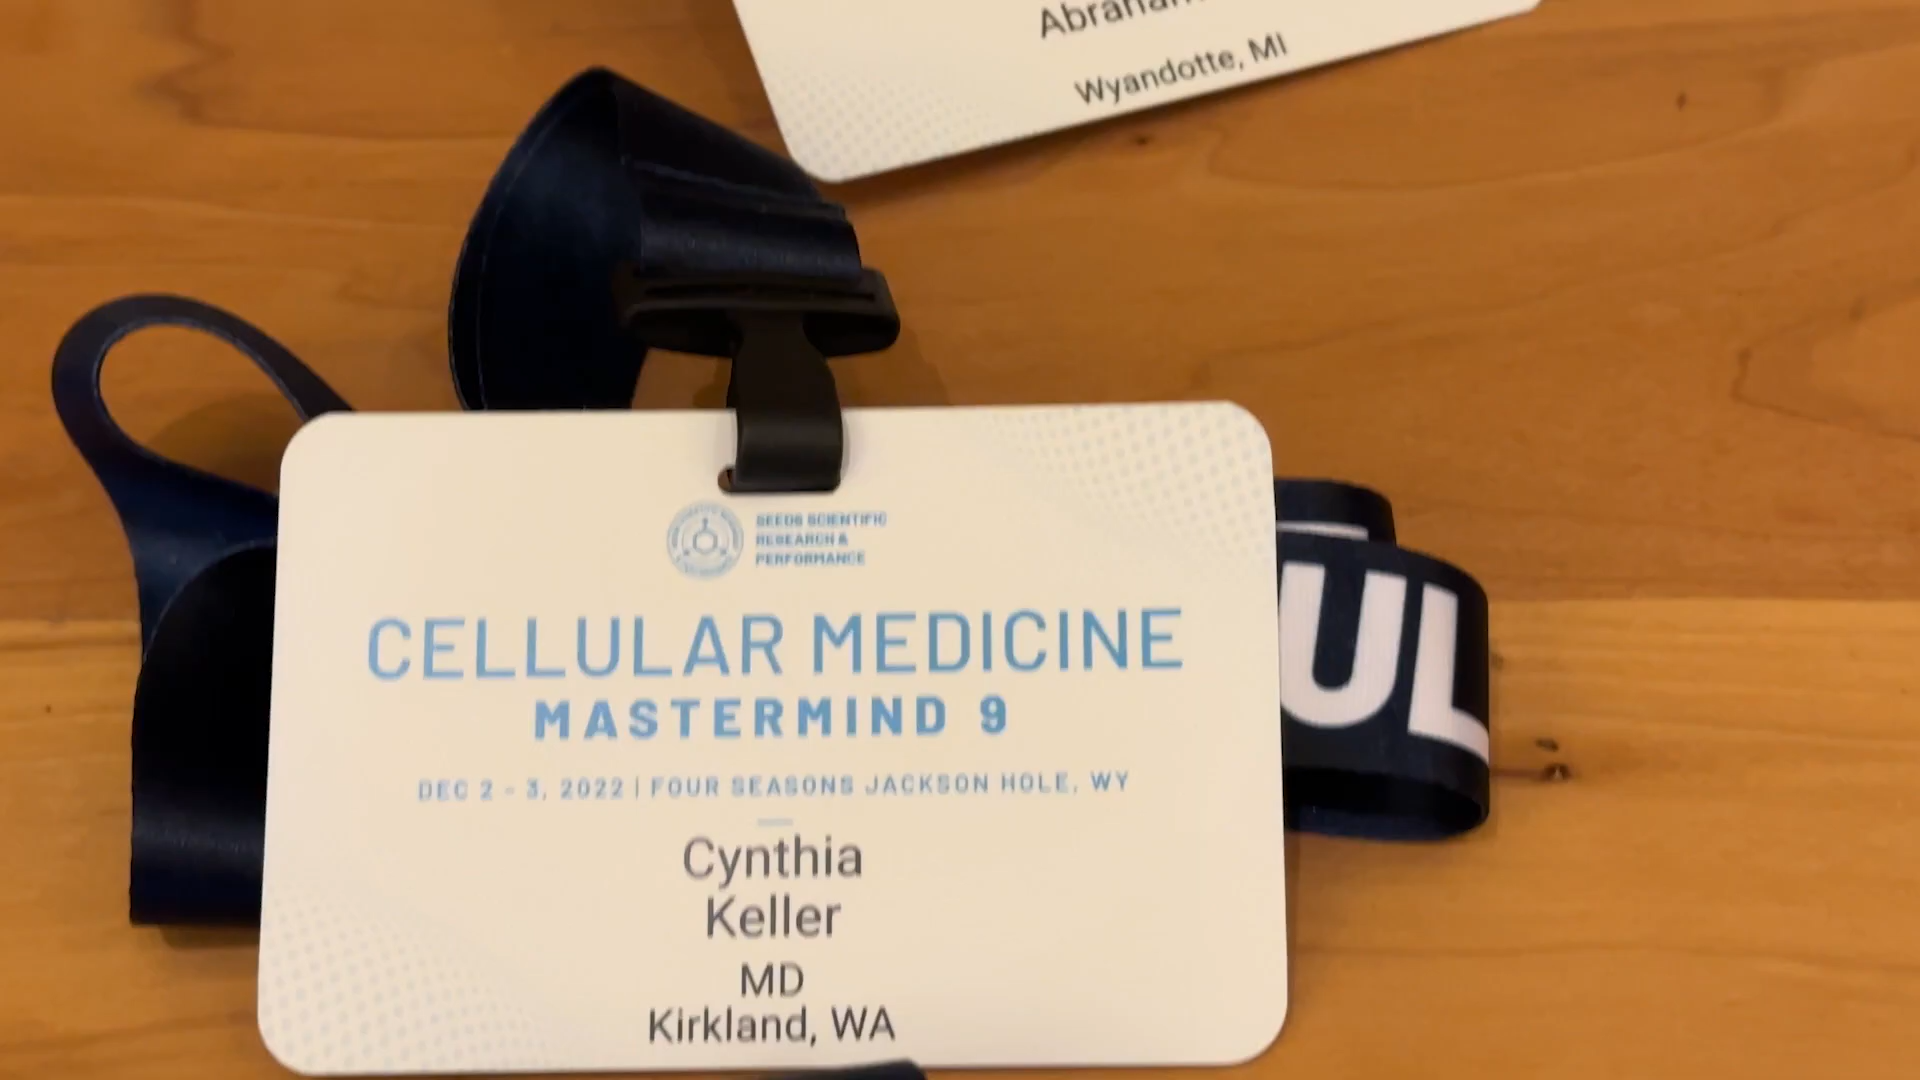 Wyandotte, MI
SEEDS SCIENTIFIC
RESEARCH &
PERFORMANCE
CELLULAR MEDICINE
MASTERMIND 9
DEC 2 - 3, 2022 | FOUR SEASONS JACKSON HOLE, WY
Cynthia
Keller
MD
Kirkland, WA
UL